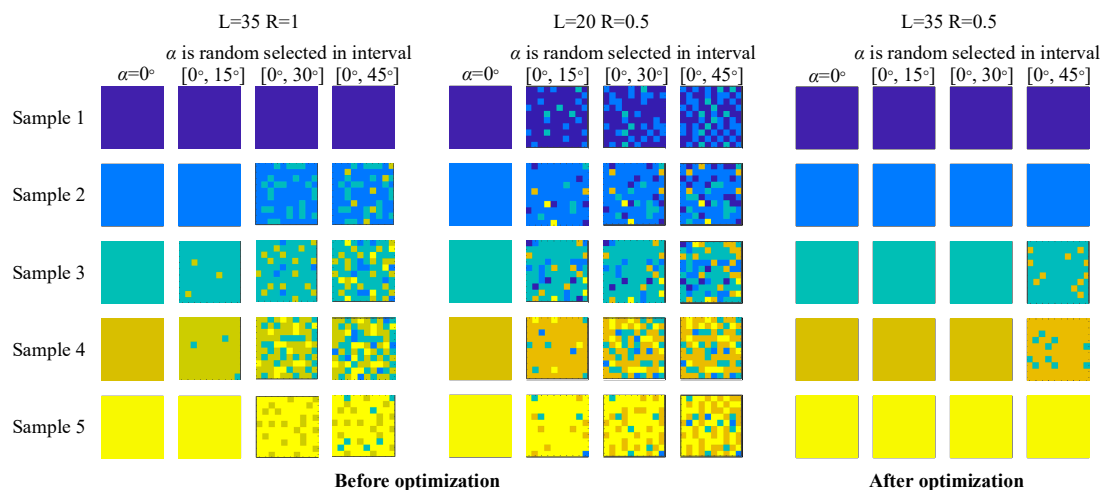 L=35 R=1 L=20 R=0.5 L=35 R=0.5
α is random selected in interval α is random selected in interval α is random selected in interval
α=0° [0°, 15°] [0°, 30°] [0°, 45°] α=0° [0°, 15°] [0°, 30°] [0°, 45°] α=0° [0°, 15°] [0°, 30°] [0°, 45°]
Sample 1
Sample 2
Sample 3
Sample 4
Sample 5
Before optimization After optimization